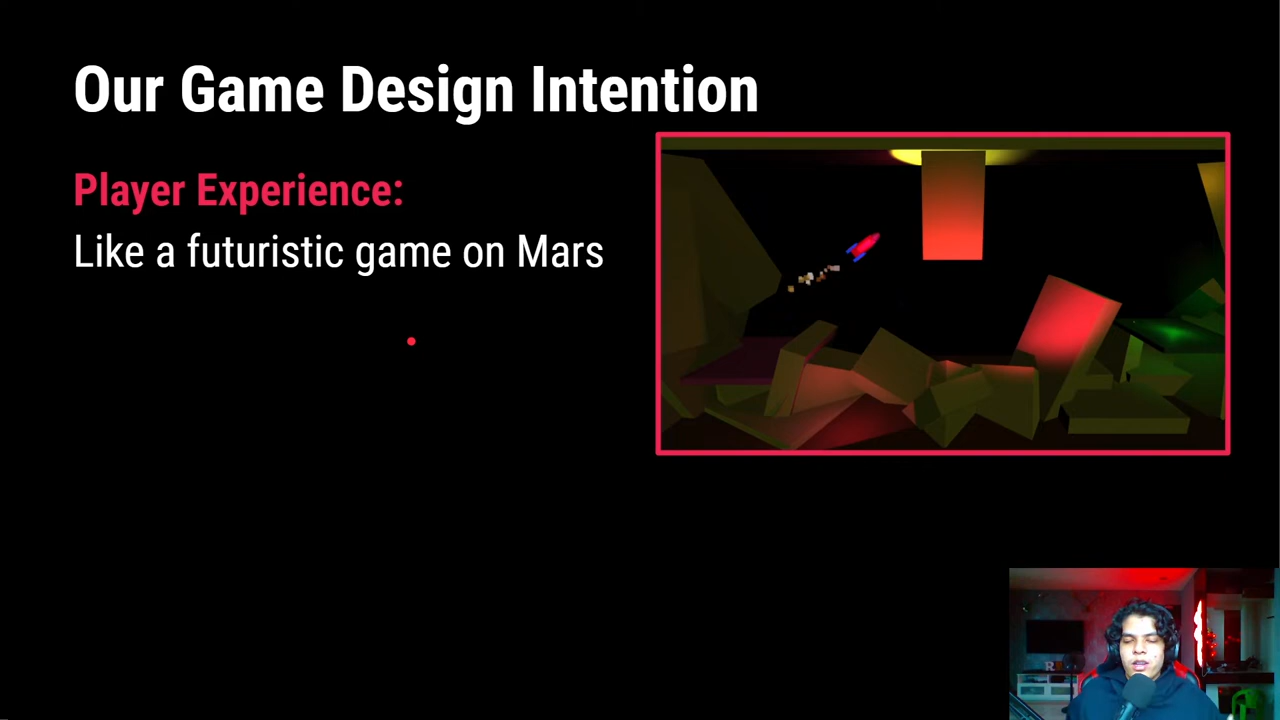 Our Game Design Intention
Player Experience:
Like a futuristic game on Mars